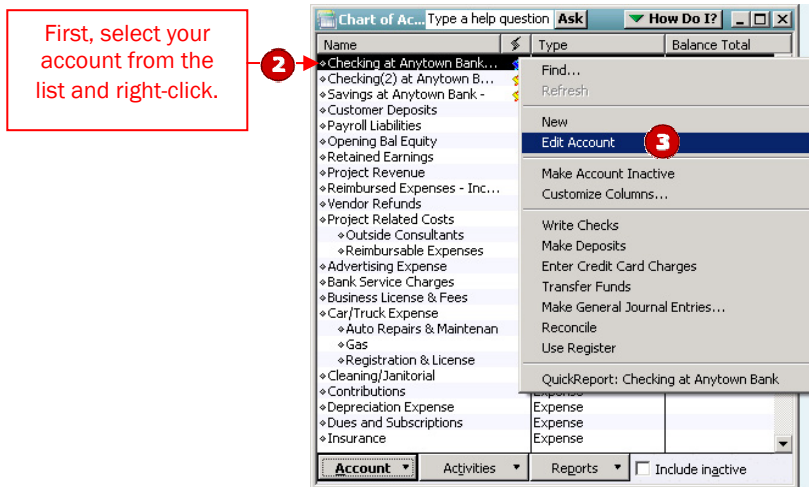 First, select your
account from the
list and right-click.
2
Chart of Ac... Type a help question Ask How Do I?
Name Type Balance Total
Checking at Anytown Bank...
Checking(2) at Anytown B...
Savings at Anytown Bank -
Customer Deposits
Payroll Liabilities
Opening Bal Equity
Retained Earnings
Project Revenue
Reimbursed Expenses - Inc...
Vendor Refunds
Project Related Costs
Outside Consultants
Reimbursable Expenses
Advertising Expense
Bank Service Charges
Business License & Fees
Car/Truck Expense
Auto Repairs & Maintenan
Gas
Registration & License
Cleaning/Janitorial
Contributions Expense
Depreciation Expense Expense
Dues and Subscriptions Expense
Insurance Expense
Find...
Refresh
New
Edit Account 3
Make Account Inactive
Customize Columns...
Write Checks
Make Deposits
Enter Credit Card Charges
Transfer Funds
Make General Journal Entries...
Reconcile
Use Register
QuickReport: Checking at Anytown Bank
Account Activities Reports Include inactive